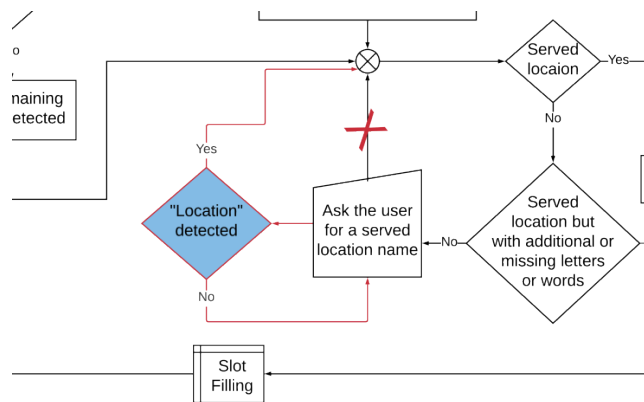 o
maining
etected
Served
locaion
Yes
No
Yes
"Location"
detected
No
Ask the user
for a served
location name
No
Served
location but
with additional or
missing letters
or words
Slot
Filling